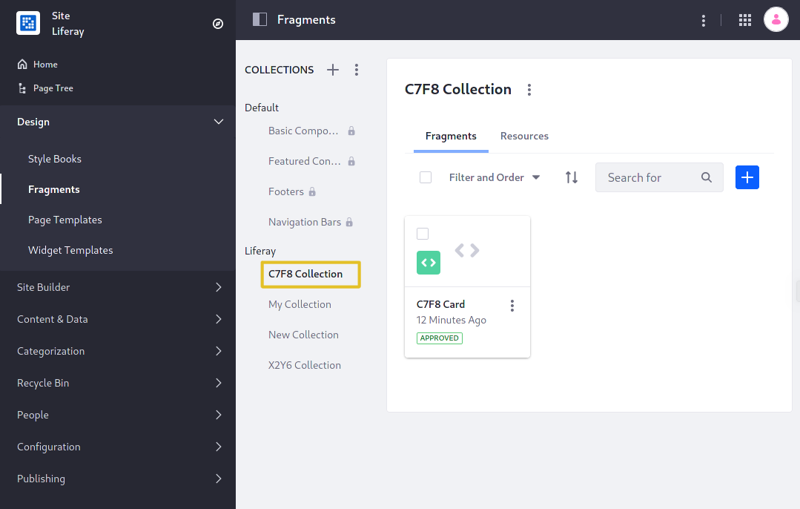 Site
Liferay
Home
Page Tree
Design
Style Books
Fragments
Page Templates
Widget Templates
Site Builder
Content & Data
Categorization
Recycle Bin
People
Configuration
Publishing
Fragments
COLLECTIONS
Default
Basic Compo...
Featured Con...
Footers
Navigation Bars
Liferay
C7F8 Collection
My Collection
New Collection
X2Y6 Collection
C7F8 Collection
Fragments Resources
Filter and Order Search for
C7F8 Card
12 Minutes Ago
APPROVED